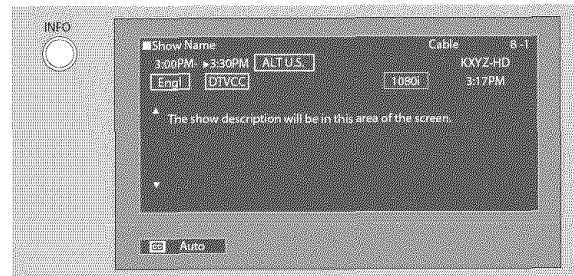 INFO
■Show Name Cable 8 -1
3:00PM- ▸3:30PM ALT U.S. KXYZ-HD
Engl DTVCC 1080i 3:17PM
The show description will be in this area of the screen.
CC Auto